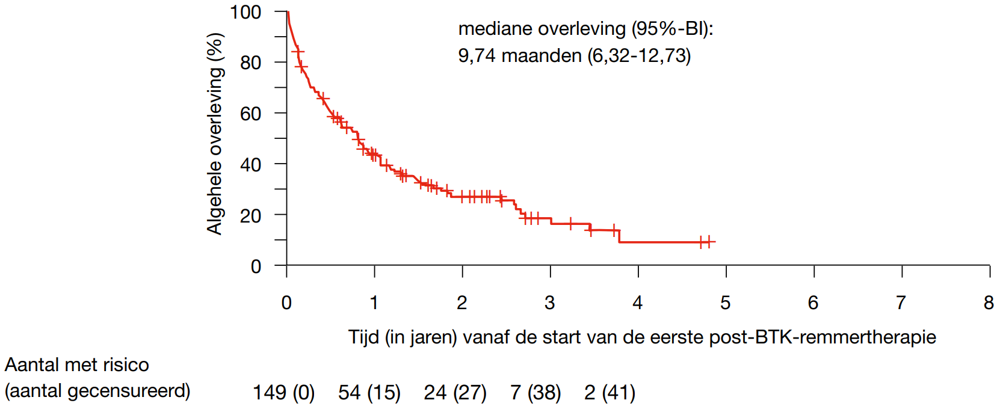 100
80
60
40
20
0
Algehele overleving (%)
mediane overleving (95%-BI):
9,74 maanden (6,32-12,73)
0 1 2 3 4 5 6 7 8
Tijd (in jaren) vanaf de start van de eerste post-BTK-remmertherapie
Aantal met risico
(aantal gecensureerd) 149 (0) 54 (15) 24 (27) 7 (38) 2 (41)